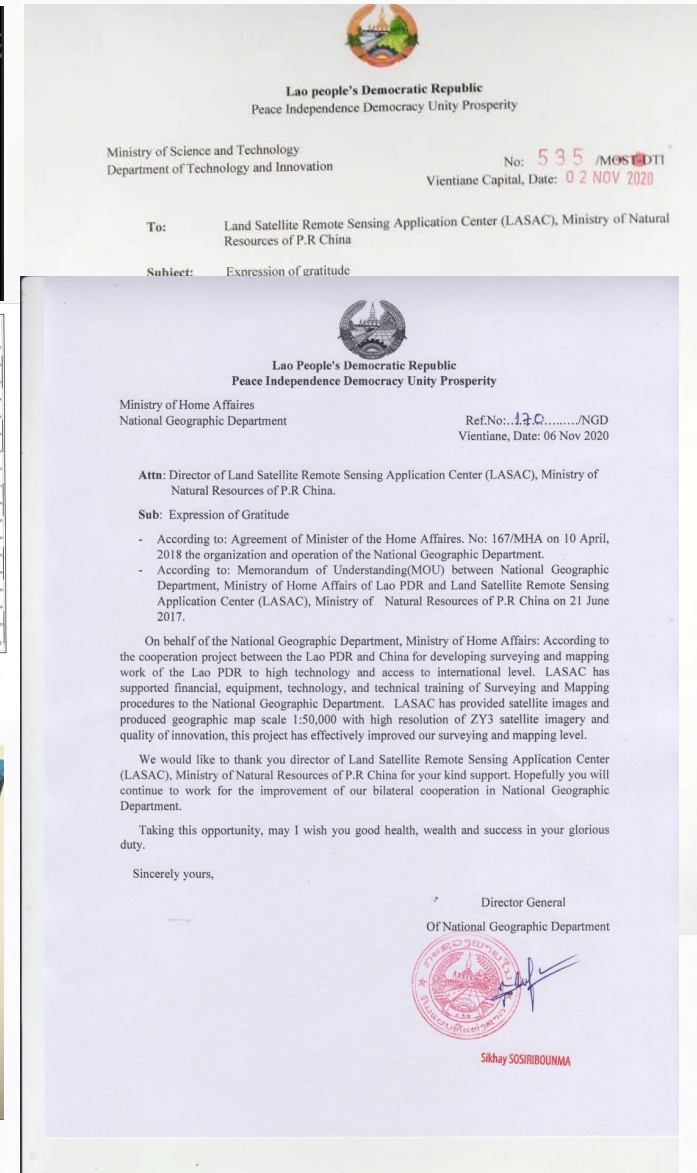 Lao people's Democratic Republic
Peace Independence Democracy Unity Prosperity
Ministry of Science and Technology
Department of Technology and Innovation
No: 535 /MOST-DTI
Vientiane Capital, Date: 02 NOV 2020
To: Land Satellite Remote Sensing Application Center (LASAC), Ministry of Natural
Resources of P.R China
Subject: Expression of gratitude
Lao People's Democratic Republic
Peace Independence Democracy Unity Prosperity
Ministry of Home Affaires
National Geographic Department
Ref.No:..170........./NGD
Vientiane, Date: 06 Nov 2020
Attn: Director of Land Satellite Remote Sensing Application Center (LASAC), Ministry of
Natural Resources of P.R China.
Sub: Expression of Gratitude
- According to: Agreement of Minister of the Home Affaires. No: 167/MHA on 10 April,
2018 the organization and operation of the National Geographic Department.
- According to: Memorandum of Understanding(MOU) between National Geographic
Department, Ministry of Home Affairs of Lao PDR and Land Satellite Remote Sensing
Application Center (LASAC), Ministry of Natural Resources of P.R China on 21 June
2017.
On behalf of the National Geographic Department, Ministry of Home Affairs: According to
the cooperation project between the Lao PDR and China for developing surveying and mapping
work of the Lao PDR to high technology and access to international level. LASAC has
supported financial, equipment, technology, and technical training of Surveying and Mapping
procedures to the National Geographic Department. LASAC has provided satellite images and
produced geographic map scale 1:50,000 with high resolution of ZY3 satellite imagery and
quality of innovation, this project has effectively improved our surveying and mapping level.
We would like to thank you director of Land Satellite Remote Sensing Application Center
(LASAC), Ministry of Natural Resources of P.R China for your kind support. Hopefully you will
continue to work for the improvement of our bilateral cooperation in National Geographic
Department.
Taking this opportunity, may I wish you good health, wealth and success in your glorious
duty.
Sincerely yours,
Director General
Of National Geographic Department
Sikhay SOSIRIBOUNMA